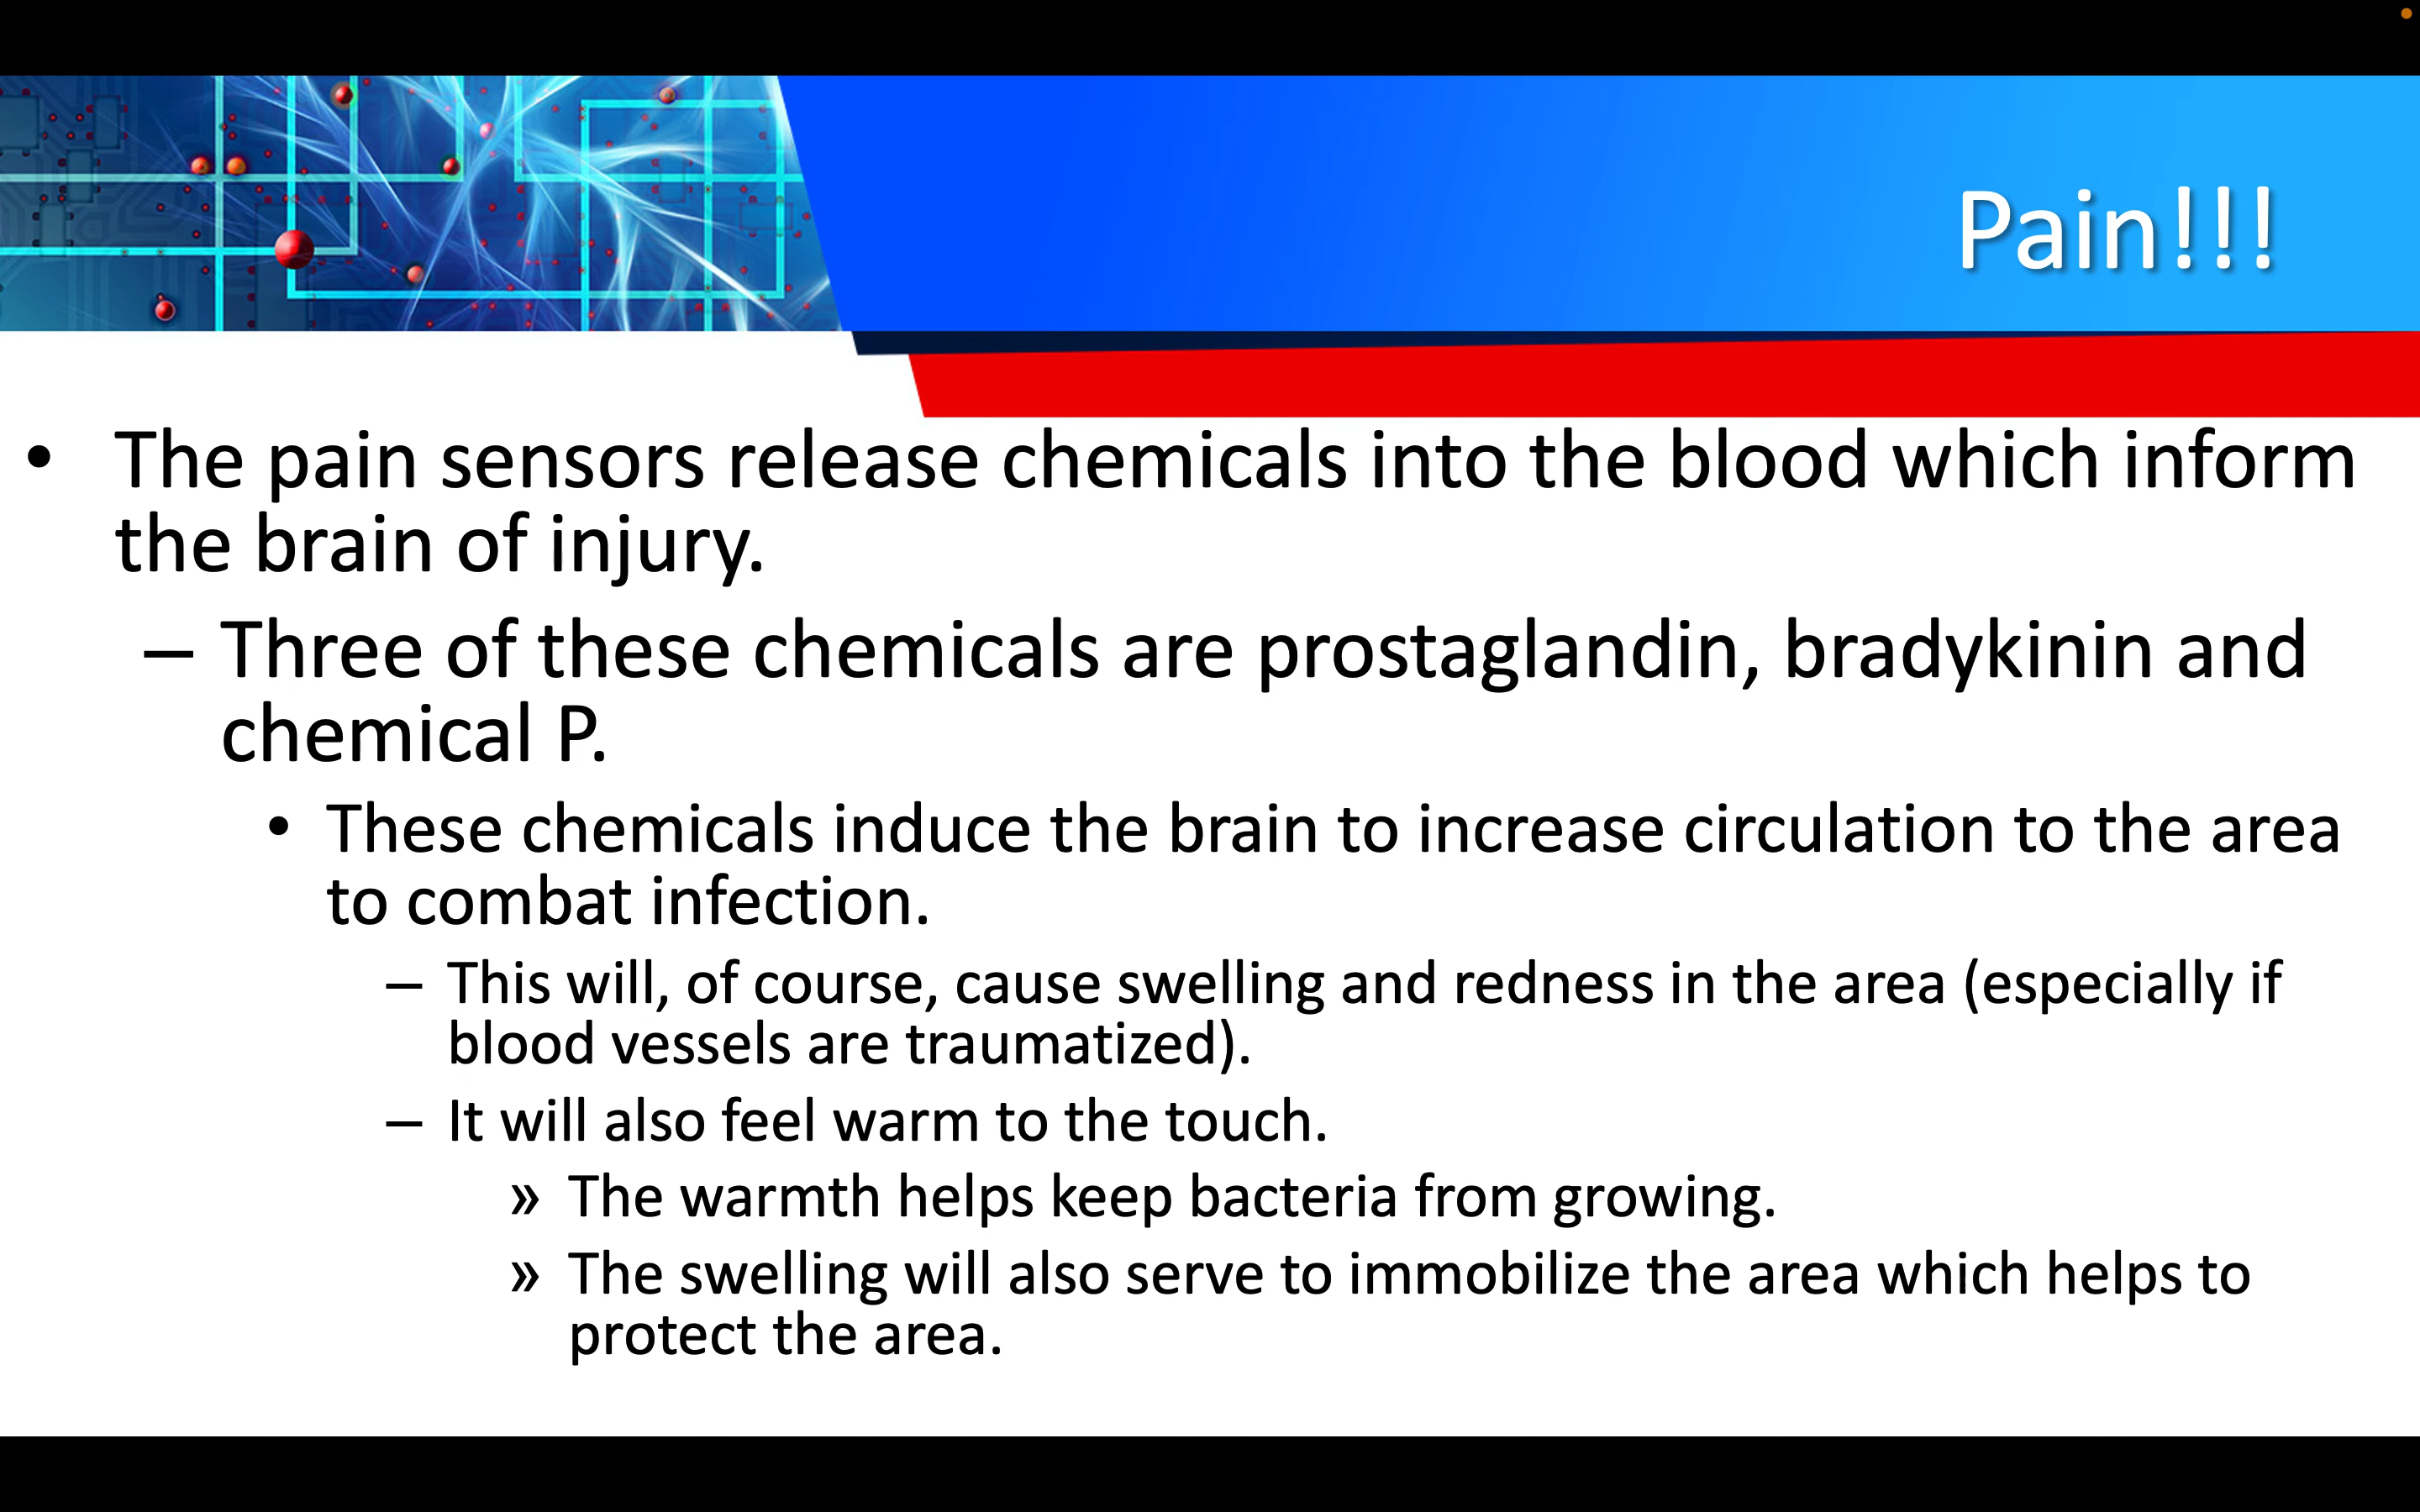 Pain!!!
• The pain sensors release chemicals into the blood which inform
the brain of injury.
– Three of these chemicals are prostaglandin, bradykinin and
chemical P.
• These chemicals induce the brain to increase circulation to the area
to combat infection.
– This will, of course, cause swelling and redness in the area (especially if
blood vessels are traumatized).
– It will also feel warm to the touch.
» The warmth helps keep bacteria from growing.
» The swelling will also serve to immobilize the area which helps to
protect the area.